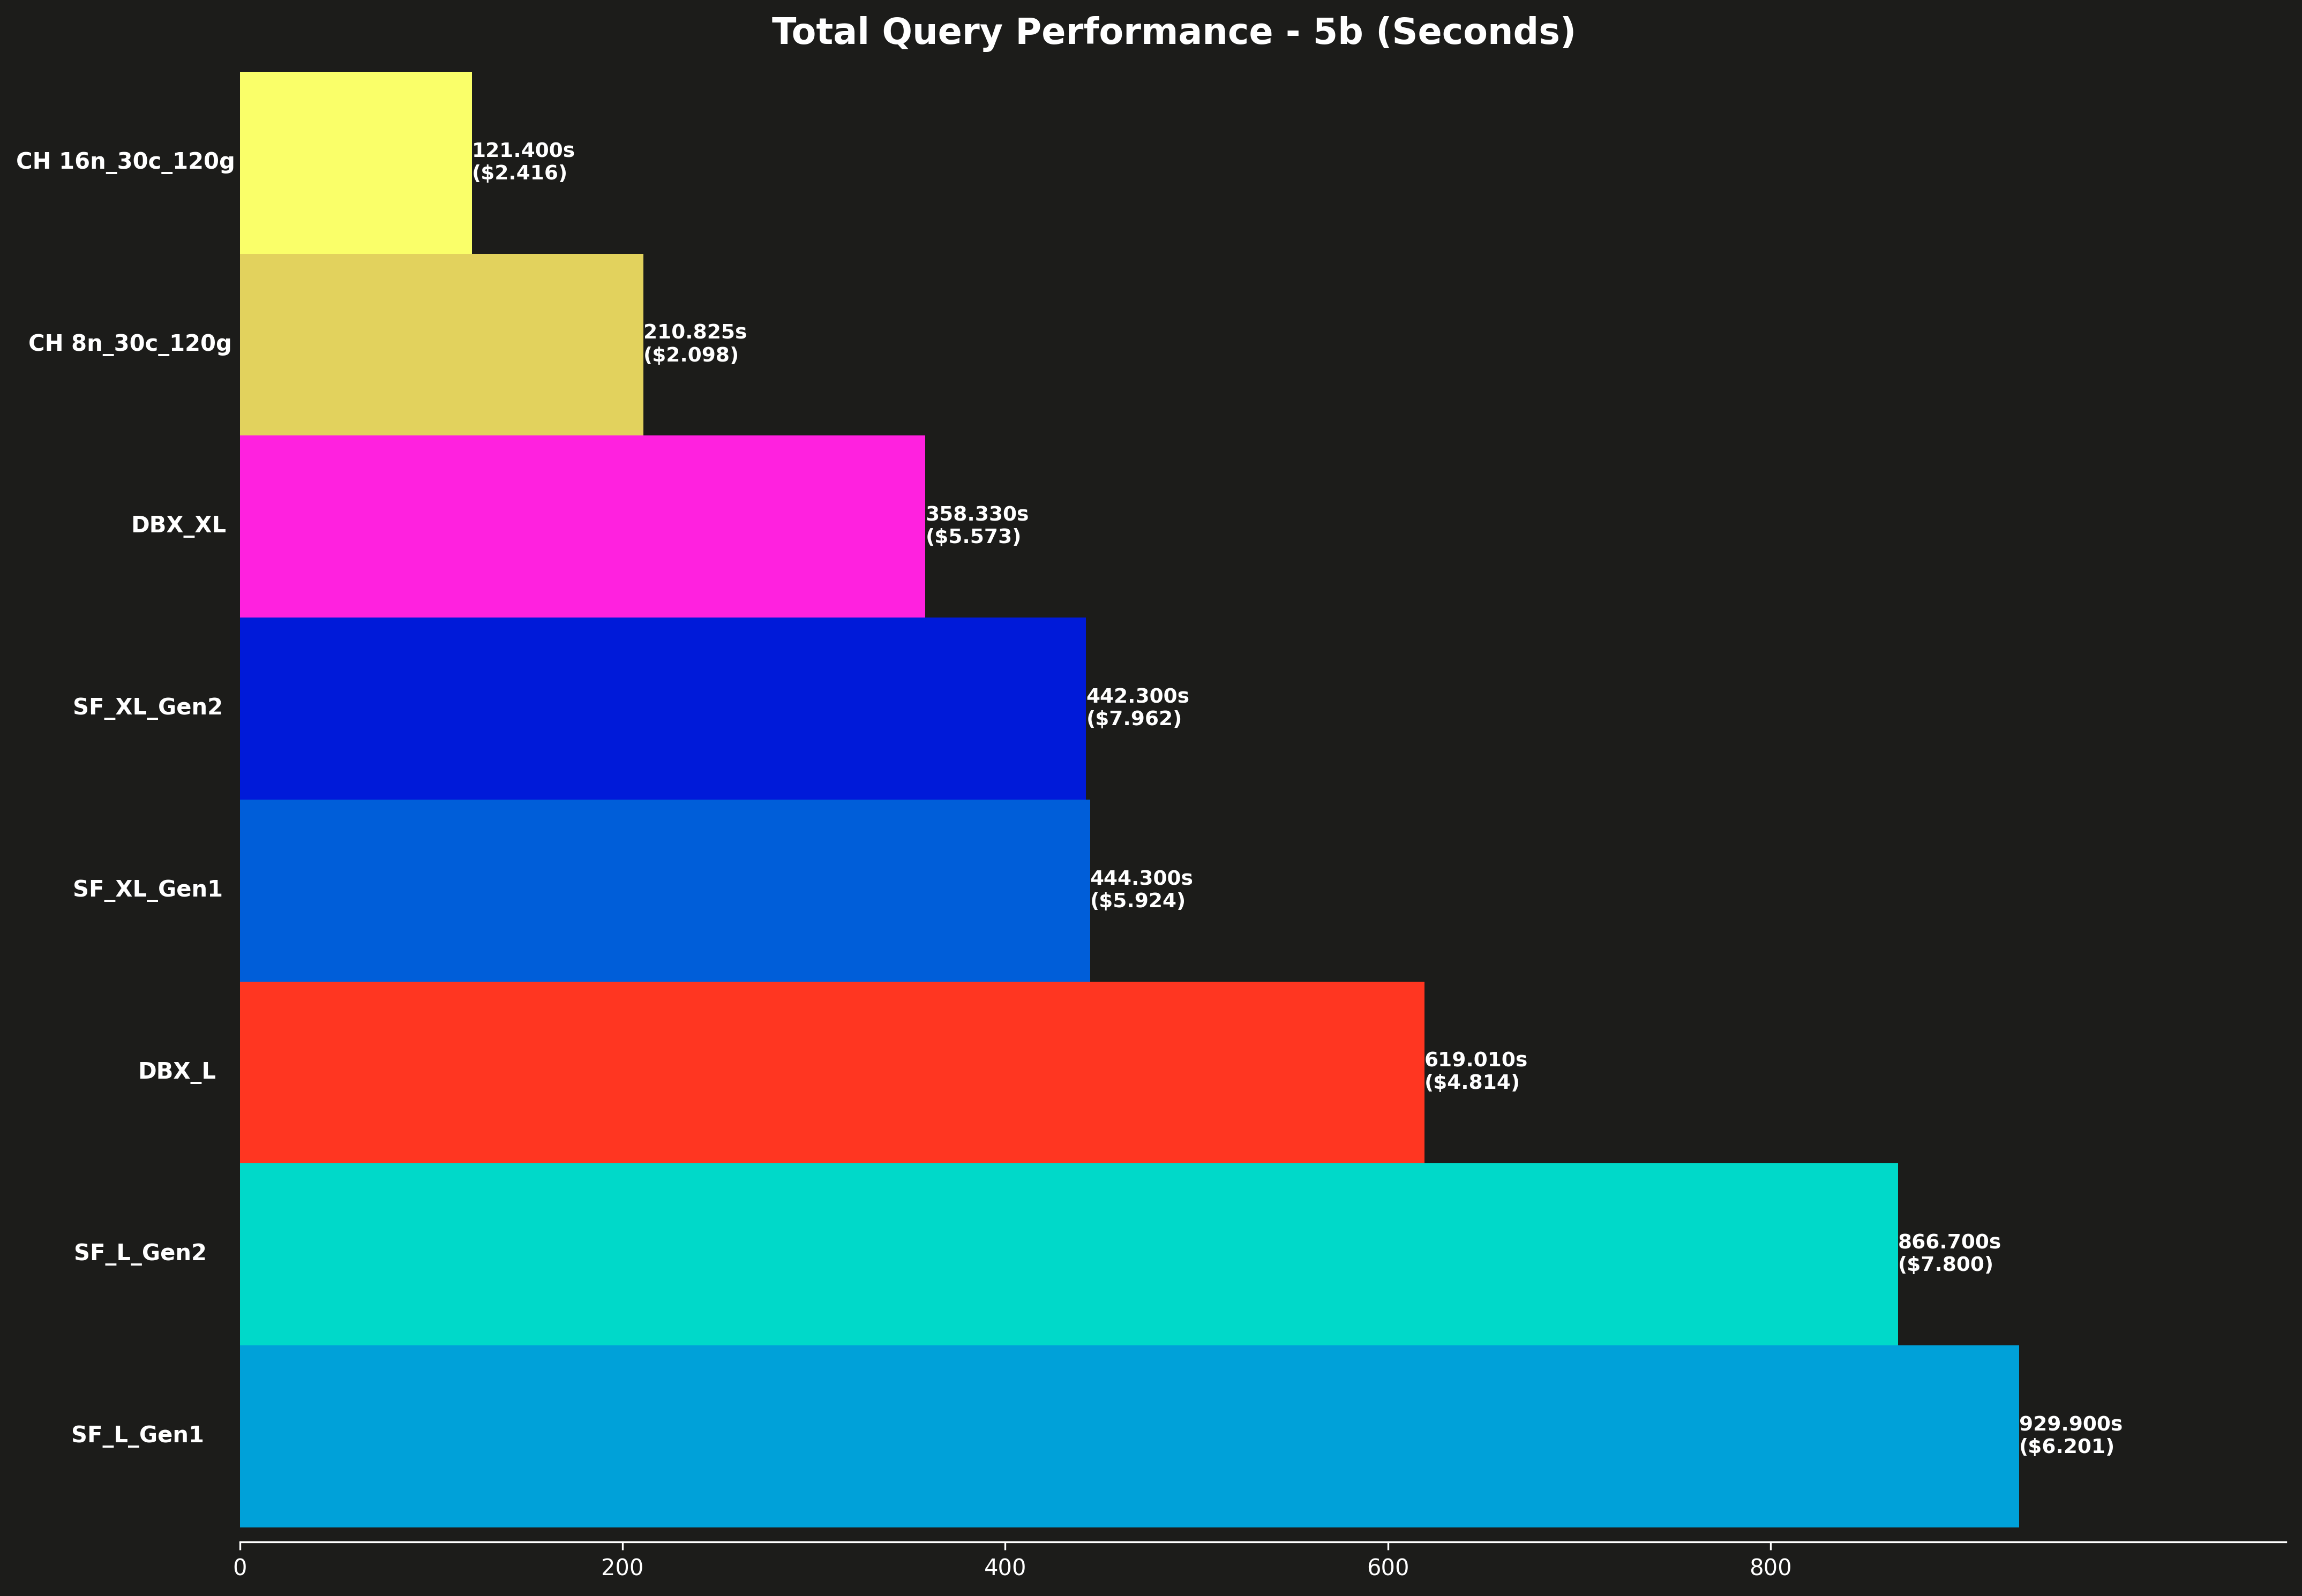 Total Query Performance - 5b (Seconds)
CH 16n_30c_120g
121.400s
($2.416)
CH 8n_30c_120g
210.825s
($2.098)
DBX_XL
358.330s
($5.573)
SF_XL_Gen2
442.300s
($7.962)
SF_XL_Gen1
444.300s
($5.924)
DBX_L
619.010s
($4.814)
SF_L_Gen2
866.700s
($7.800)
SF_L_Gen1
929.900s
($6.201)
0 200 400 600 800